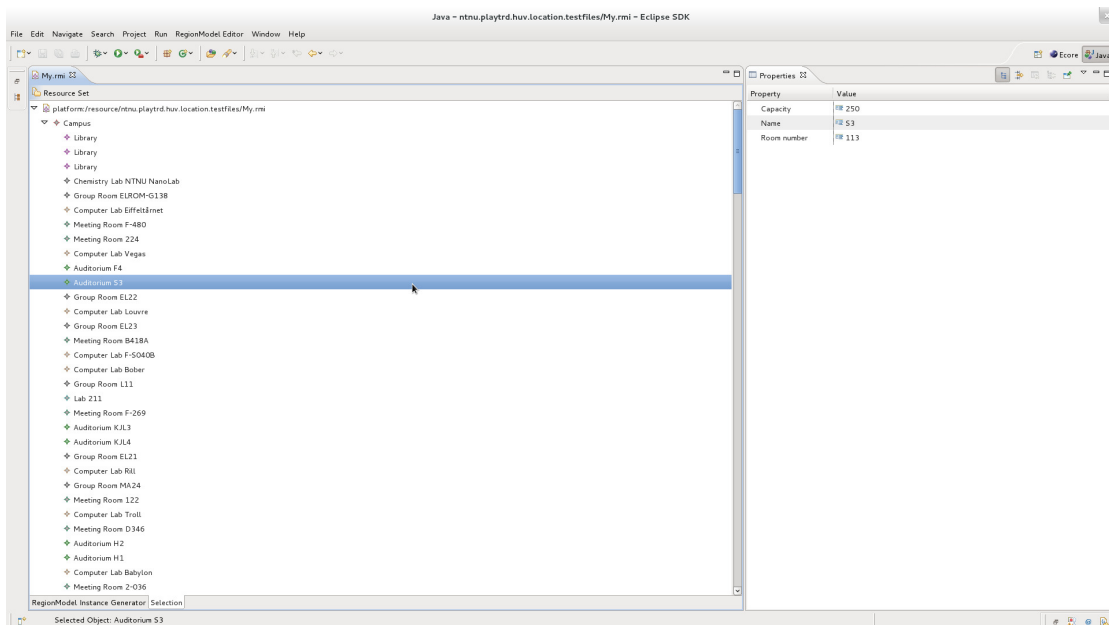 Java – ntnu.playtrd.huv.location.testfiles/My.rmi – Eclipse SDK
File Edit Navigate Search Project Run RegionModel Editor Window Help
Ecore Java
My.rmi
Properties
Resource Set
Property Value
platform:/resource/ntnu.playtrd.huv.location.testfiles/My.rmi
Capacity 250
Campus
Name S3
Library
Room number 113
Library
Library
Chemistry Lab NTNU NanoLab
Group Room ELROM-G138
Computer Lab Eiffeltårnet
Meeting Room F-480
Meeting Room 224
Computer Lab Vegas
Auditorium F4
Auditorium S3
Group Room EL22
Computer Lab Louvre
Group Room EL23
Meeting Room B418A
Computer Lab F-S040B
Computer Lab Bober
Group Room L11
Lab 211
Meeting Room F-269
Auditorium KJL3
Auditorium KJL4
Group Room EL21
Computer Lab Rill
Group Room MA24
Meeting Room 122
Computer Lab Troll
Meeting Room D346
Auditorium H2
Auditorium H1
Computer Lab Babylon
Meeting Room 2-036
RegionModel Instance Generator Selection
Selected Object: Auditorium S3